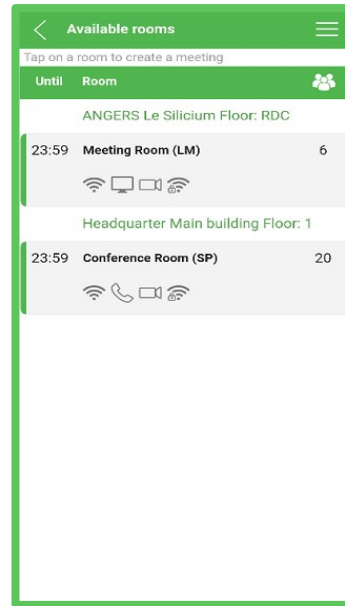 Available rooms
Tap on a room to create a meeting
Until Room
ANGERS Le Silicium Floor: RDC
23:59 Meeting Room (LM) 6
Headquarter Main building Floor: 1
23:59 Conference Room (SP) 20